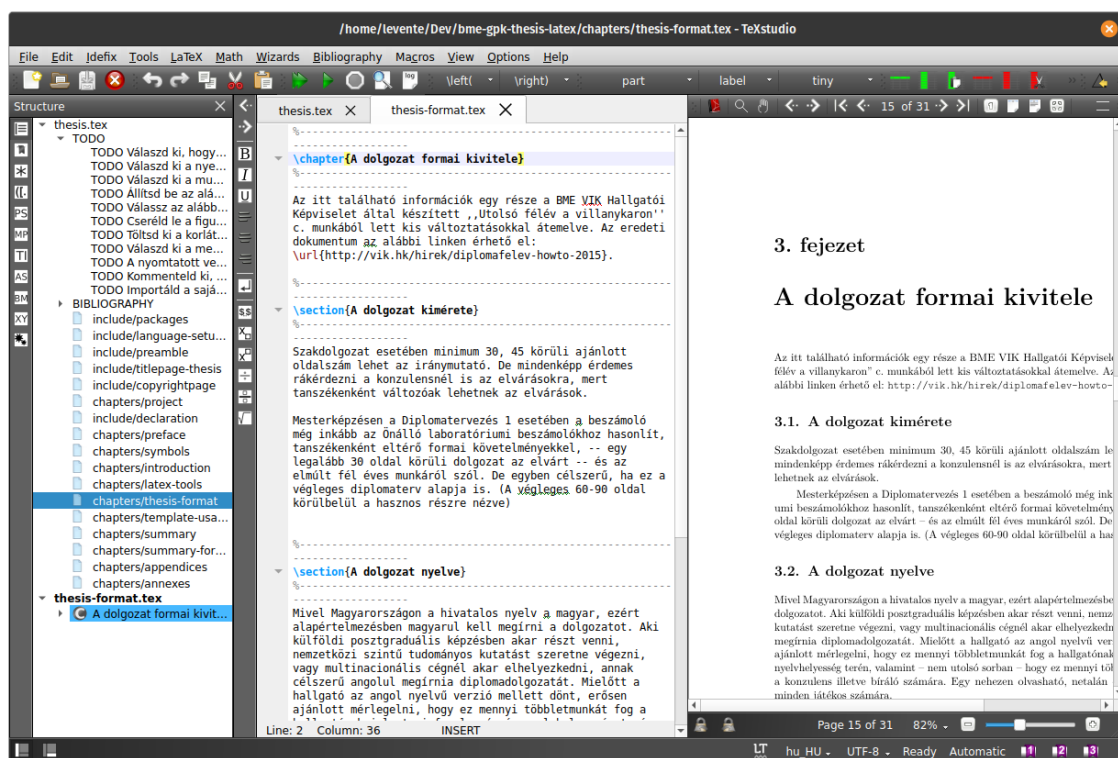 /home/levente/Dev/bme-gpk-thesis-latex/chapters/thesis-format.tex - TeXstudio
File Edit Idefix Tools LaTeX Math Wizards Bibliography Macros View Options Help
log \left( \right) part label tiny
Structure
thesis.tex
TODO
TODO Válaszd ki, hogy...
TODO Válaszd ki a nye...
TODO Válaszd ki a mu...
TODO Állítsd be az alá...
TODO Válassz az alább...
TODO Cseréld le a figu...
TODO Töltsd ki a korlát...
TODO Válaszd ki a me...
TODO A nyomtatott ve...
TODO Kommenteld ki, ...
TODO Importáld a sajá...
BIBLIOGRAPHY
include/packages
include/language-setu...
include/preamble
include/titlepage-thesis
include/copyrightpage
chapters/project
include/declaration
chapters/preface
chapters/symbols
chapters/introduction
chapters/latex-tools
chapters/thesis-format
chapters/template-usa...
chapters/summary
chapters/summary-for...
chapters/appendices
chapters/annexes
thesis-format.tex
A dolgozat formai kivit...
((.
PS
MP
TI
AS
BM
XY
B
I
U
$$
thesis.tex
thesis-format.tex
%--------------------------------------------------
------------------
\chapter{A dolgozat formai kivitele}
%--------------------------------------------------
------------------
Az itt található információk egy része a BME VIK Hallgatói
Képviselet által készített ,,Utolsó félév a villanykaron''
c. munkából lett kis változtatásokkal átemelve. Az eredeti
dokumentum az alábbi linken érhető el:
\url{http://vik.hk/hirek/diplomafelev-howto-2015}.
%--------------------------------------------------
------------------
\section{A dolgozat kimérete}
%--------------------------------------------------
------------------
Szakdolgozat esetében minimum 30, 45 körüli ajánlott
oldalszám lehet az iránymutató. De mindenképp érdemes
rákérdezni a konzulensnél is az elvárásokra, mert
tanszékenként változóak lehetnek az elvárások.
Mesterképzésen a Diplomatervezés 1 esetében a beszámoló
még inkább az Önálló laboratóriumi beszámolókhoz hasonlít,
tanszékenként eltérő formai követelményekkel, -- egy
legalább 30 oldal körüli dolgozat az elvárt -- és az
elmúlt fél éves munkáról szól. De egyben célszerű, ha ez a
végleges diplomaterv alapja is. (A végleges 60-90 oldal
körülbelül a hasznos részre nézve)
%--------------------------------------------------
------------------
\section{A dolgozat nyelve}
%--------------------------------------------------
------------------
Mivel Magyarországon a hivatalos nyelv a magyar, ezért
alapértelmezésben magyarul kell megírni a dolgozatot. Aki
külföldi posztgraduális képzésben akar részt venni,
nemzetközi szintű tudományos kutatást szeretne végezni,
vagy multinacionális cégnél akar elhelyezkedni, annak
célszerű angolul megírnia diplomadolgozatát. Mielőtt a
hallgató az angol nyelvű verzió mellett dönt, erősen
ajánlott mérlegelni, hogy ez mennyi többletmunkát fog a
Line: 2 Column: 36 INSERT
15 of 31
3. fejezet
A dolgozat formai kivitele
Az itt található információk egy része a BME VIK Hallgatói Képvisel
félév a villanykaron” c. munkából lett kis változtatásokkal átemelve. Az
alábbi linken érhető el: http://vik.hk/hirek/diplomafelev-howto-
3.1. A dolgozat kimérete
Szakdolgozat esetében minimum 30, 45 körüli ajánlott oldalszám le
mindenképp érdemes rákérdezni a konzulensnél is az elvárásokra, mert
lehetnek az elvárások.
Mesterképzésen a Diplomatervezés 1 esetében a beszámoló még ink
umi beszámolókhoz hasonlít, tanszékenként eltérő formai követelmény
oldal körüli dolgozat az elvárt – és az elmúlt fél éves munkáról szól. De
végleges diplomaterv alapja is. (A végleges 60-90 oldal körülbelül a has
3.2. A dolgozat nyelve
Mivel Magyarországon a hivatalos nyelv a magyar, ezért alapértelmezésbe
dolgozatot. Aki külföldi posztgraduális képzésben akar részt venni, nemz
kutatást szeretne végezni, vagy multinacionális cégnél akar elhelyezkedn
megírnia diplomadolgozatát. Mielőtt a hallgató az angol nyelvű ver
ajánlott mérlegelni, hogy ez mennyi többletmunkát fog a hallgatónak
nyelvhelyesség terén, valamint – nem utolsó sorban – hogy ez mennyi töb
a konzulens illetve bíráló számára. Egy nehezen olvasható, netalán
minden játékos számára.
Page 15 of 31 82%
LT hu_HU UTF-8 Ready Automatic 1 2 3